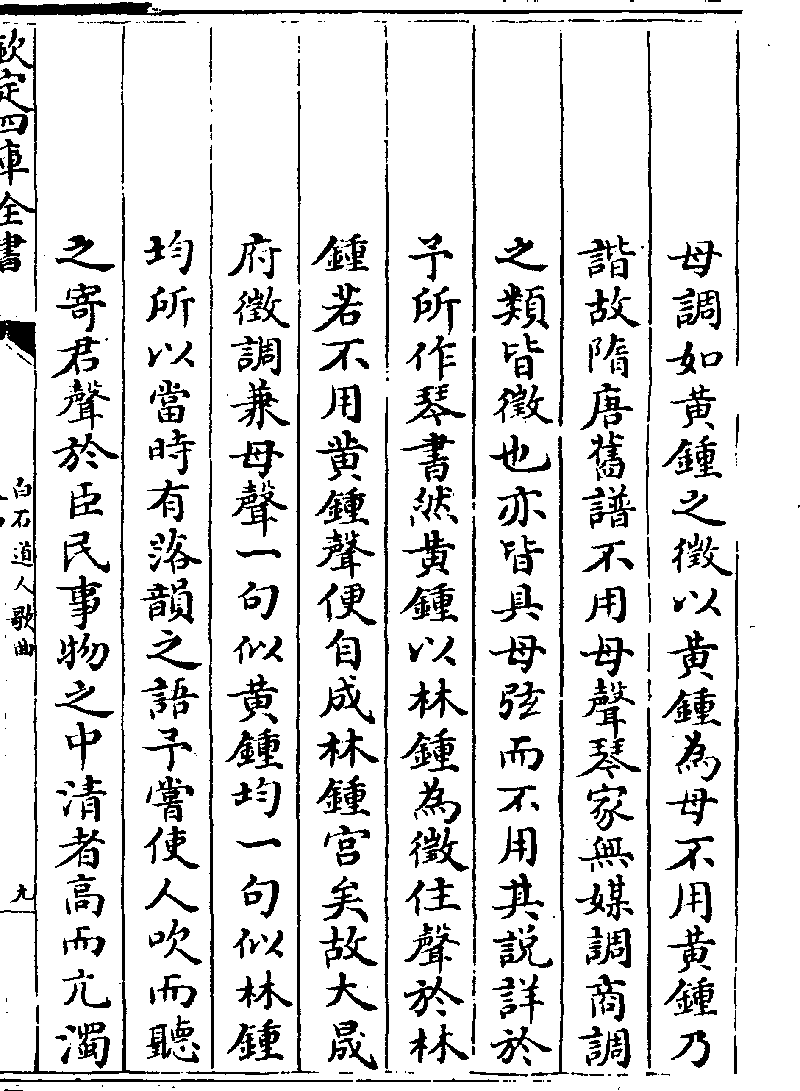 母調如黄鍾之徵以黄鍾為母不用黄鍾乃
諧故隋唐舊譜不用母聲琴家無媒調商調
之類皆徵也亦皆具母弦而不用其說詳於
予所作琴書然黄鍾以林鍾為徵住聲於林
鍾若不用黄鍾聲便自成林鍾宫矣故大晟
府徵調兼母聲一句似黄鍾均一句似林鍾
均所以當時有落韻之語予嘗使人吹而聽
之寄君聲於臣民事物之中清者高而亢濁
欽定四庫全書
白石道人歌曲
九